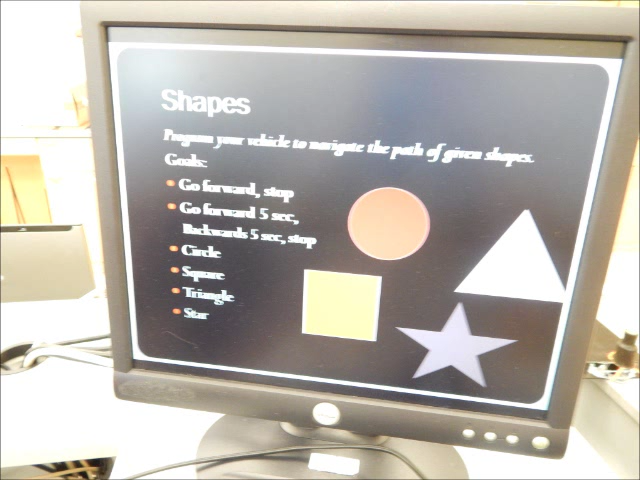 Shapes
Program your vehicle to navigate the path of given shapes.
Goals:
Go forward, stop
Go forward 5 sec,
Backwards 5 sec, stop
Circle
Square
Triangle
Star